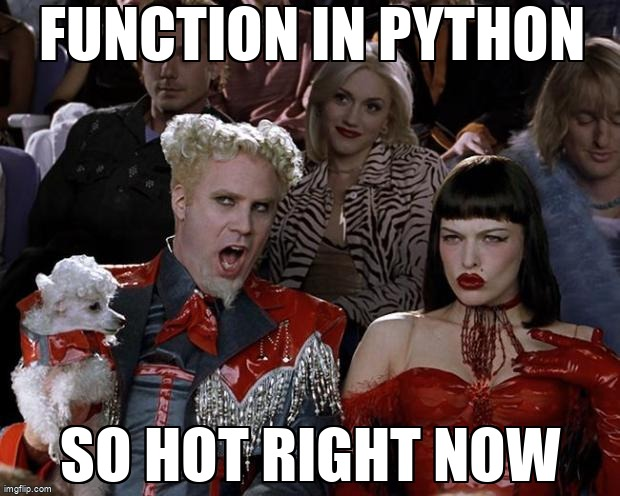 FUNCTION IN PYTHON
M
SO HOT RIGHT NOW
imgflip.com